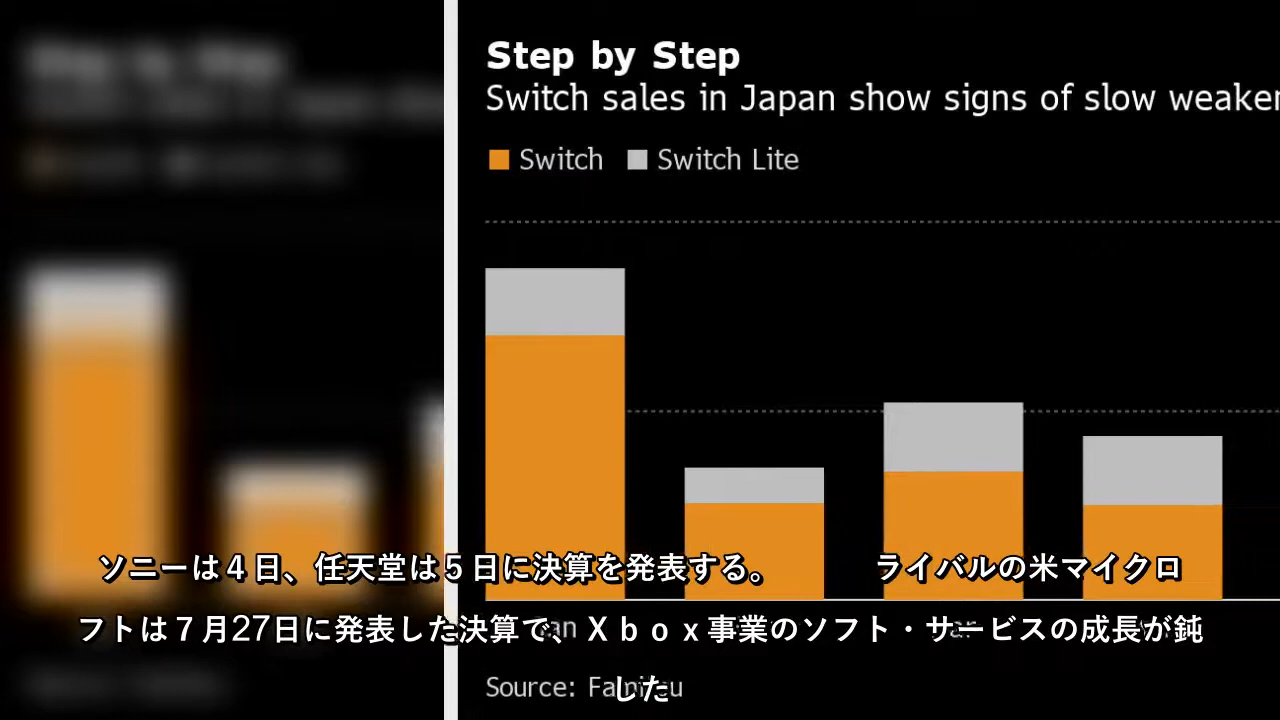 Step by Step
Switch sales in Japan show signs of slow
Switch Switch Lite
ソニーは４日、任天堂は５日に決算を発表する。 ライバルの米マイクロ
フトは７月27日に発表した決算で、Ｘｂｏｘ事業のソフト・サービスの成長が鈍
した
Source: